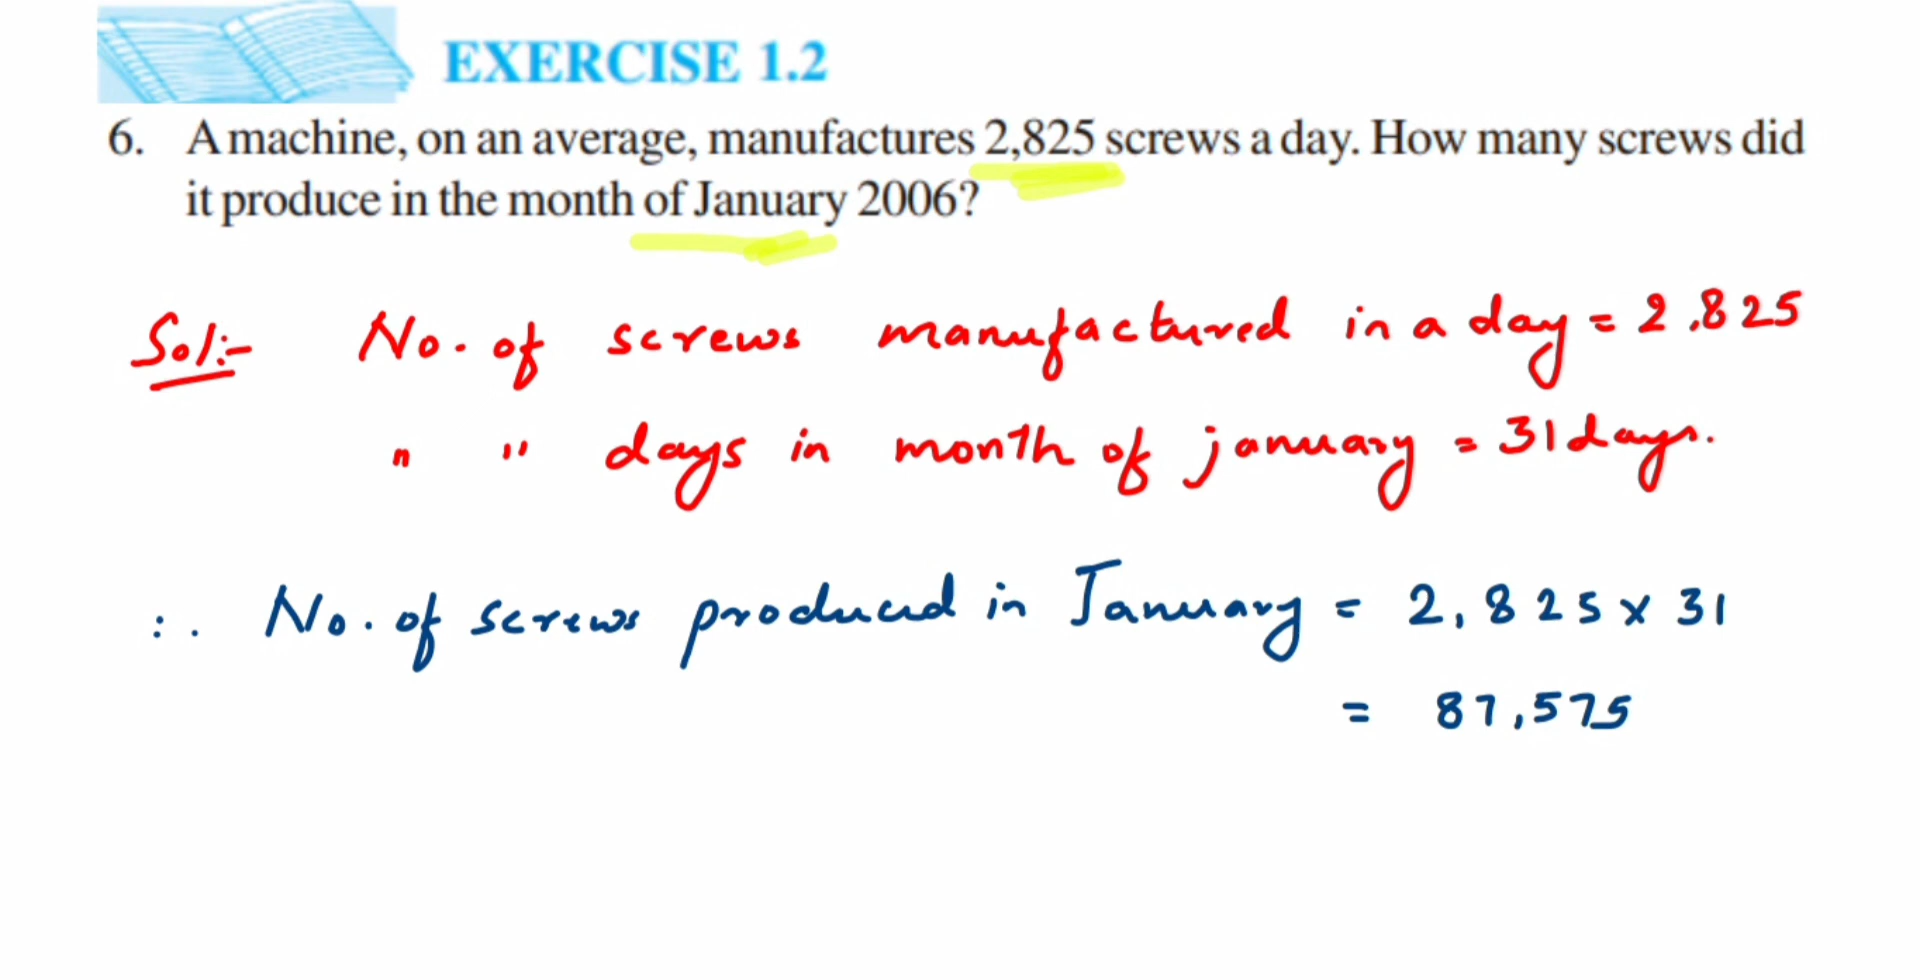 EXERCISE 1.2
6. A machine, on an average, manufactures 2,825 screws a day. How many screws did
it produce in the month of January 2006?
Sol:- No. of screws manufactured in a day = 2,825
" " days in month of january = 31 days.
∴ No. of screws produced in January = 2,825 x 31
= 87,575